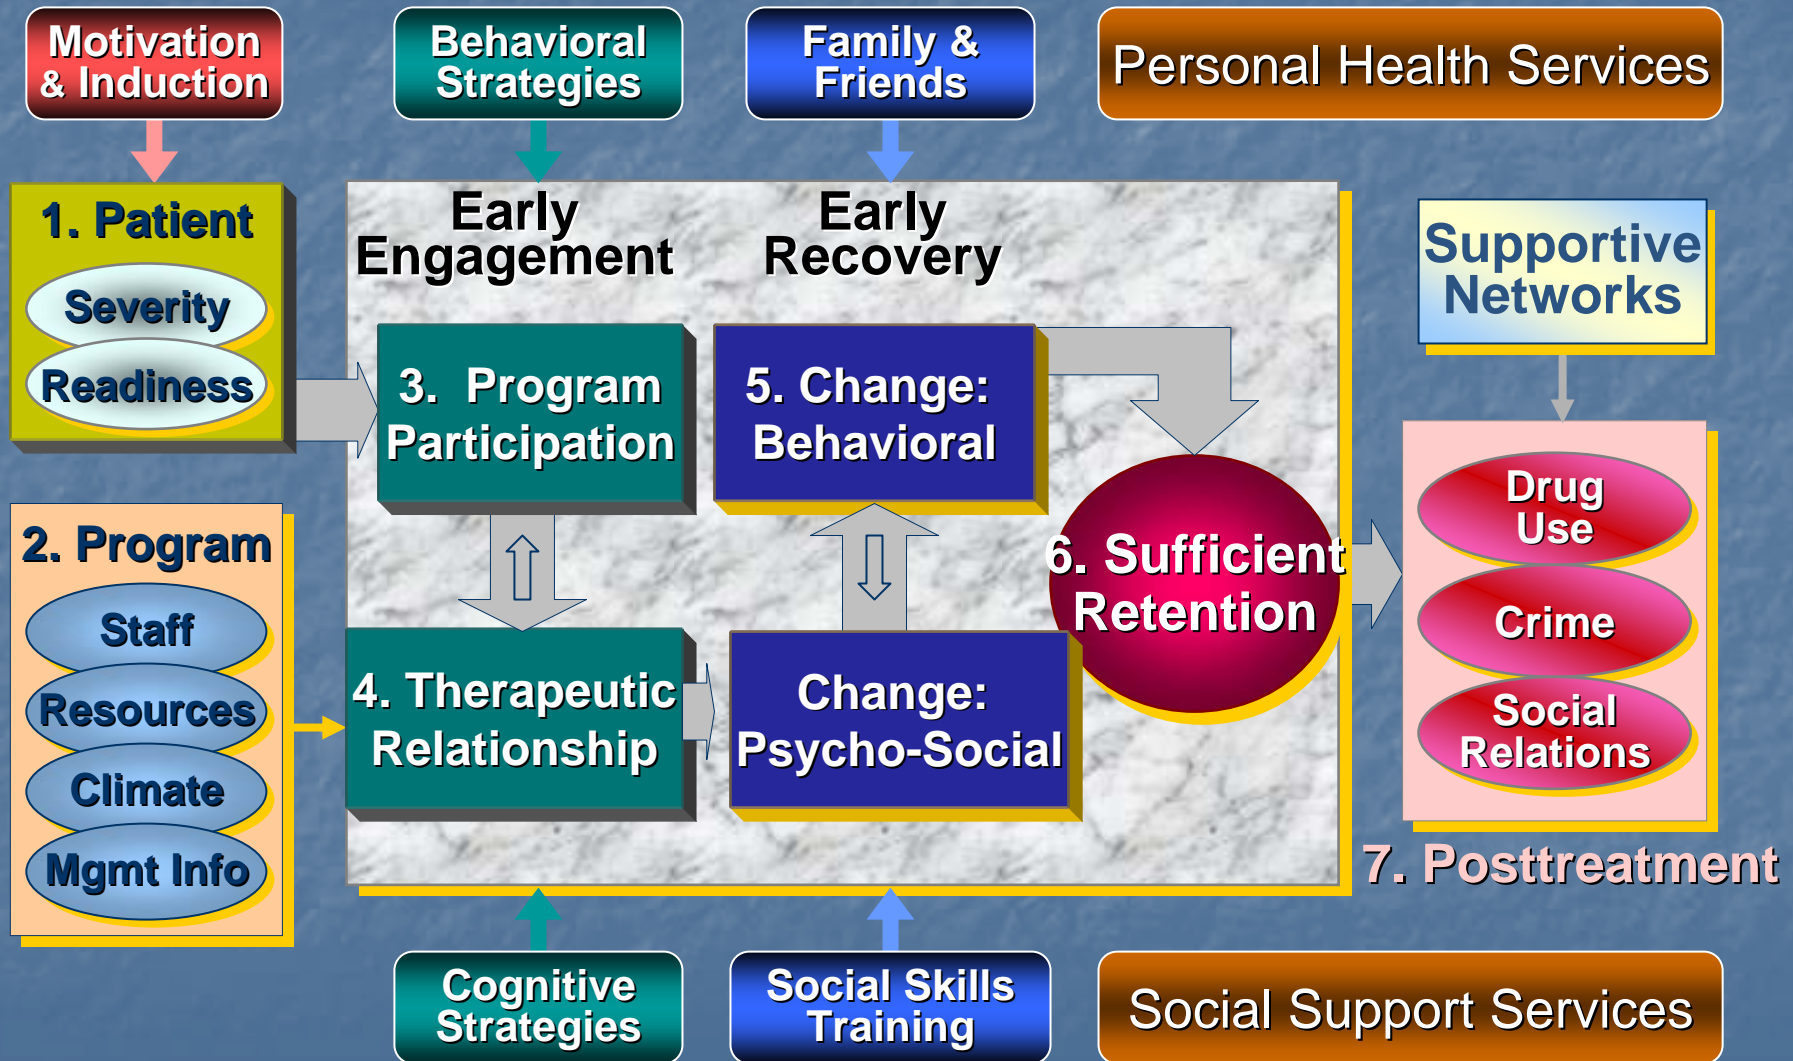 Motivation
& Induction
Behavioral
Strategies
Family &
Friends
Personal Health Services
1. Patient
Severity
Readiness
2. Program
Staff
Resources
Climate
Mgmt Info
Early
Engagement
3. Program
Participation
4. Therapeutic
Relationship
Early
Recovery
5. Change:
Behavioral
Change:
Psycho-Social
6. Sufficient
Retention
Supportive
Networks
Drug
Use
Crime
Social
Relations
7. Posttreatment
Cognitive
Strategies
Social Skills
Training
Social Support Services